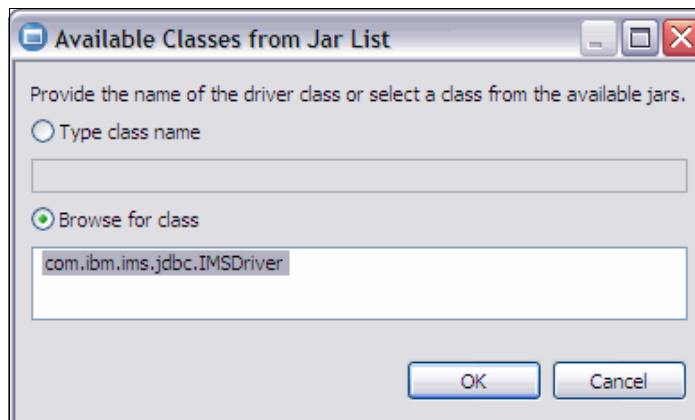 Available Classes from Jar List
Provide the name of the driver class or select a class from the available jars.
Type class name
Browse for class
com.ibm.ims.jdbc.IMSDriver
OK Cancel